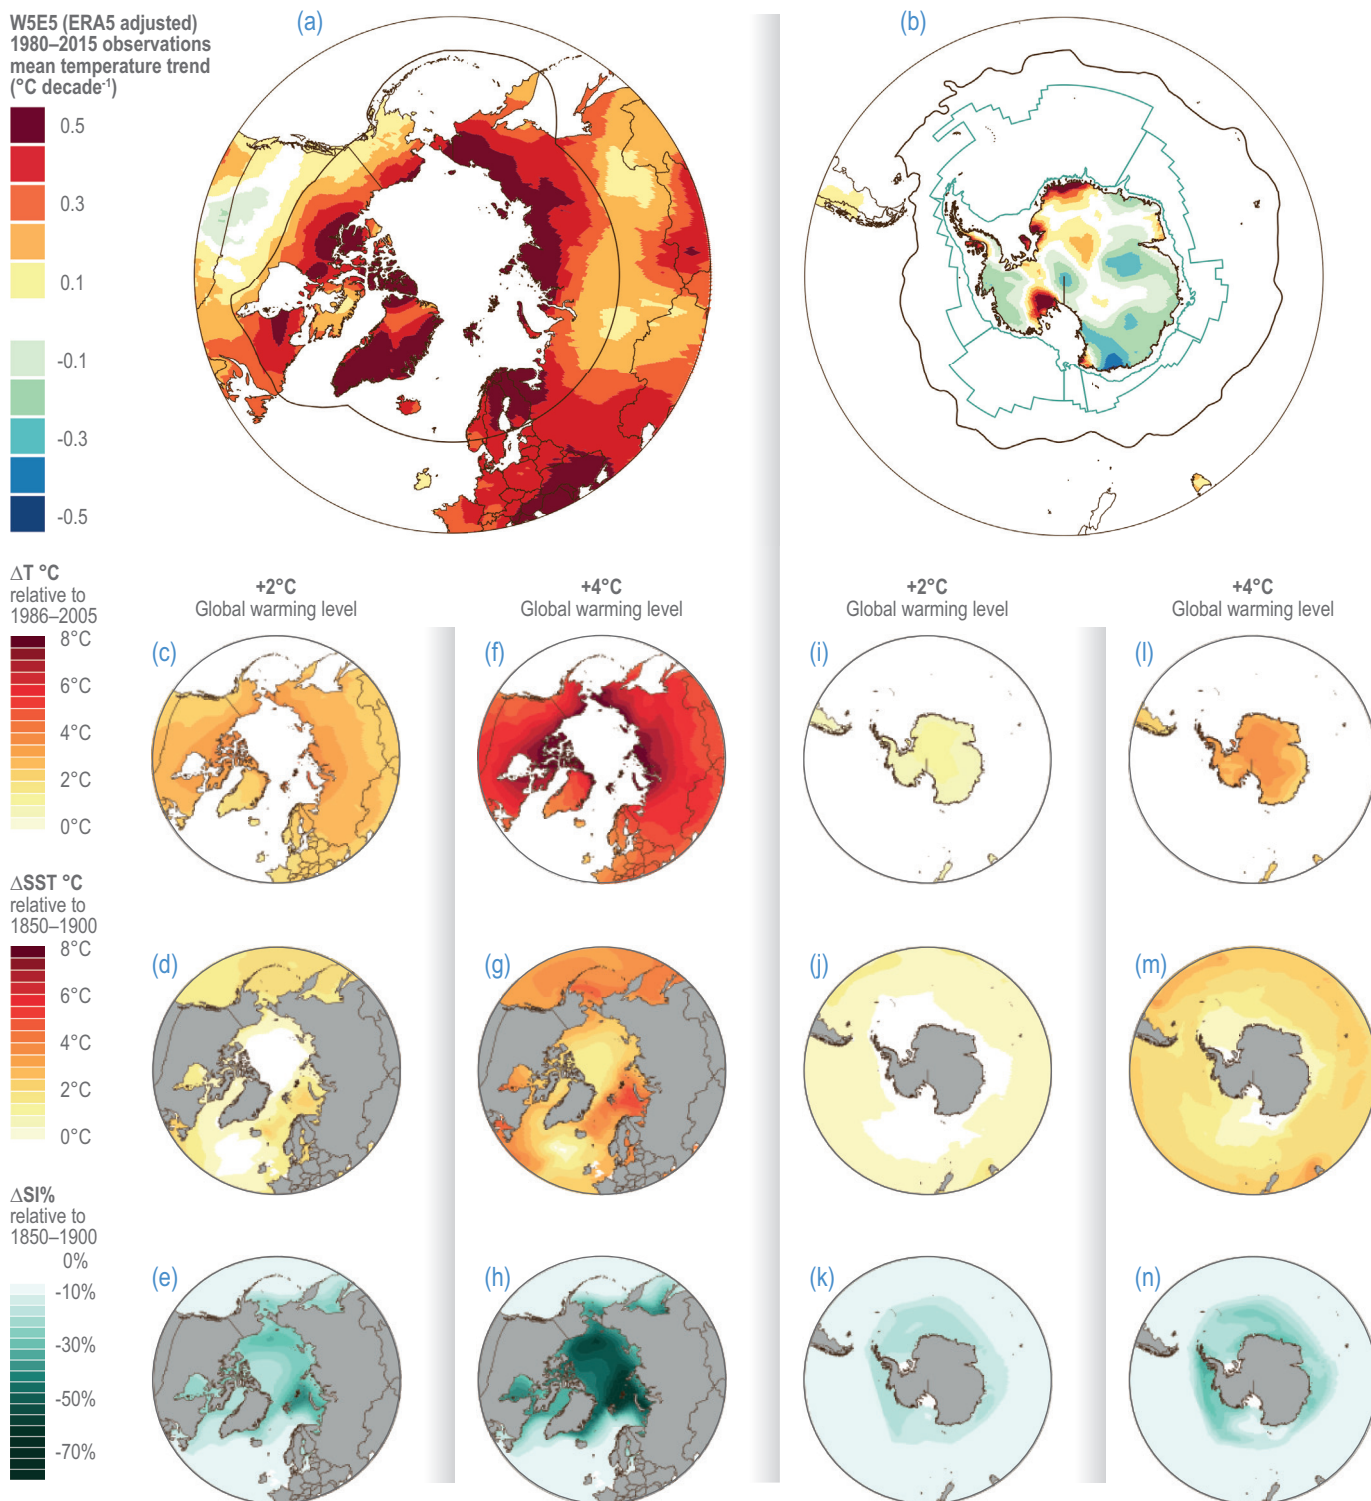 W5E5 (ERA5 adjusted)
1980–2015 observations
mean temperature trend
(°C decade⁻¹)
0.5
0.3
0.1
-0.1
-0.3
-0.5
(a)
(b)
ΔT °C
relative to
1986–2005
8°C
6°C
4°C
2°C
0°C
+2°C
Global warming level
+4°C
Global warming level
+2°C
Global warming level
+4°C
Global warming level
(c)
(f)
(i)
(l)
ΔSST °C
relative to
1850–1900
8°C
6°C
4°C
2°C
0°C
(d)
(g)
(j)
(m)
ΔSI%
relative to
1850–1900
0%
-10%
-30%
-50%
-70%
(e)
(h)
(k)
(n)